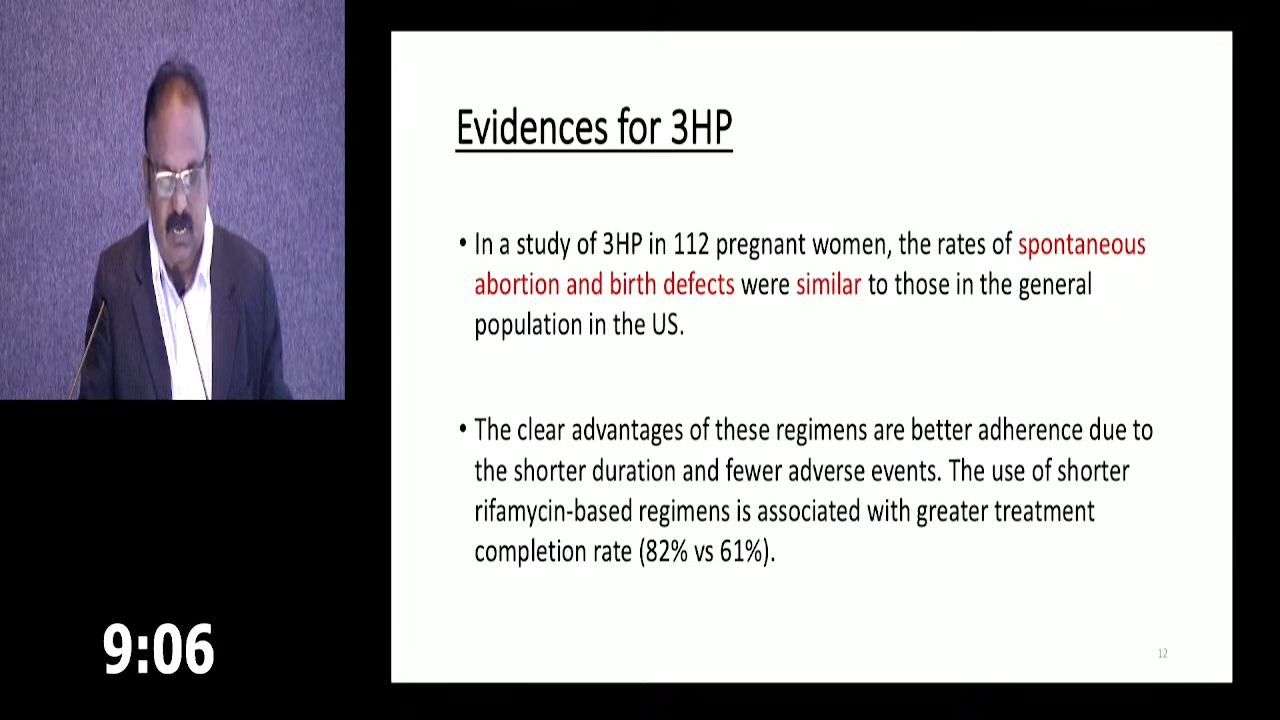 Evidences for 3HP
• In a study of 3HP in 112 pregnant women, the rates of spontaneous
abortion and birth defects were similar to those in the general
population in the US.
• The clear advantages of these regimens are better adherence due to
the shorter duration and fewer adverse events. The use of shorter
rifamycin-based regimens is associated with greater treatment
completion rate (82% vs 61%).
12
9:06